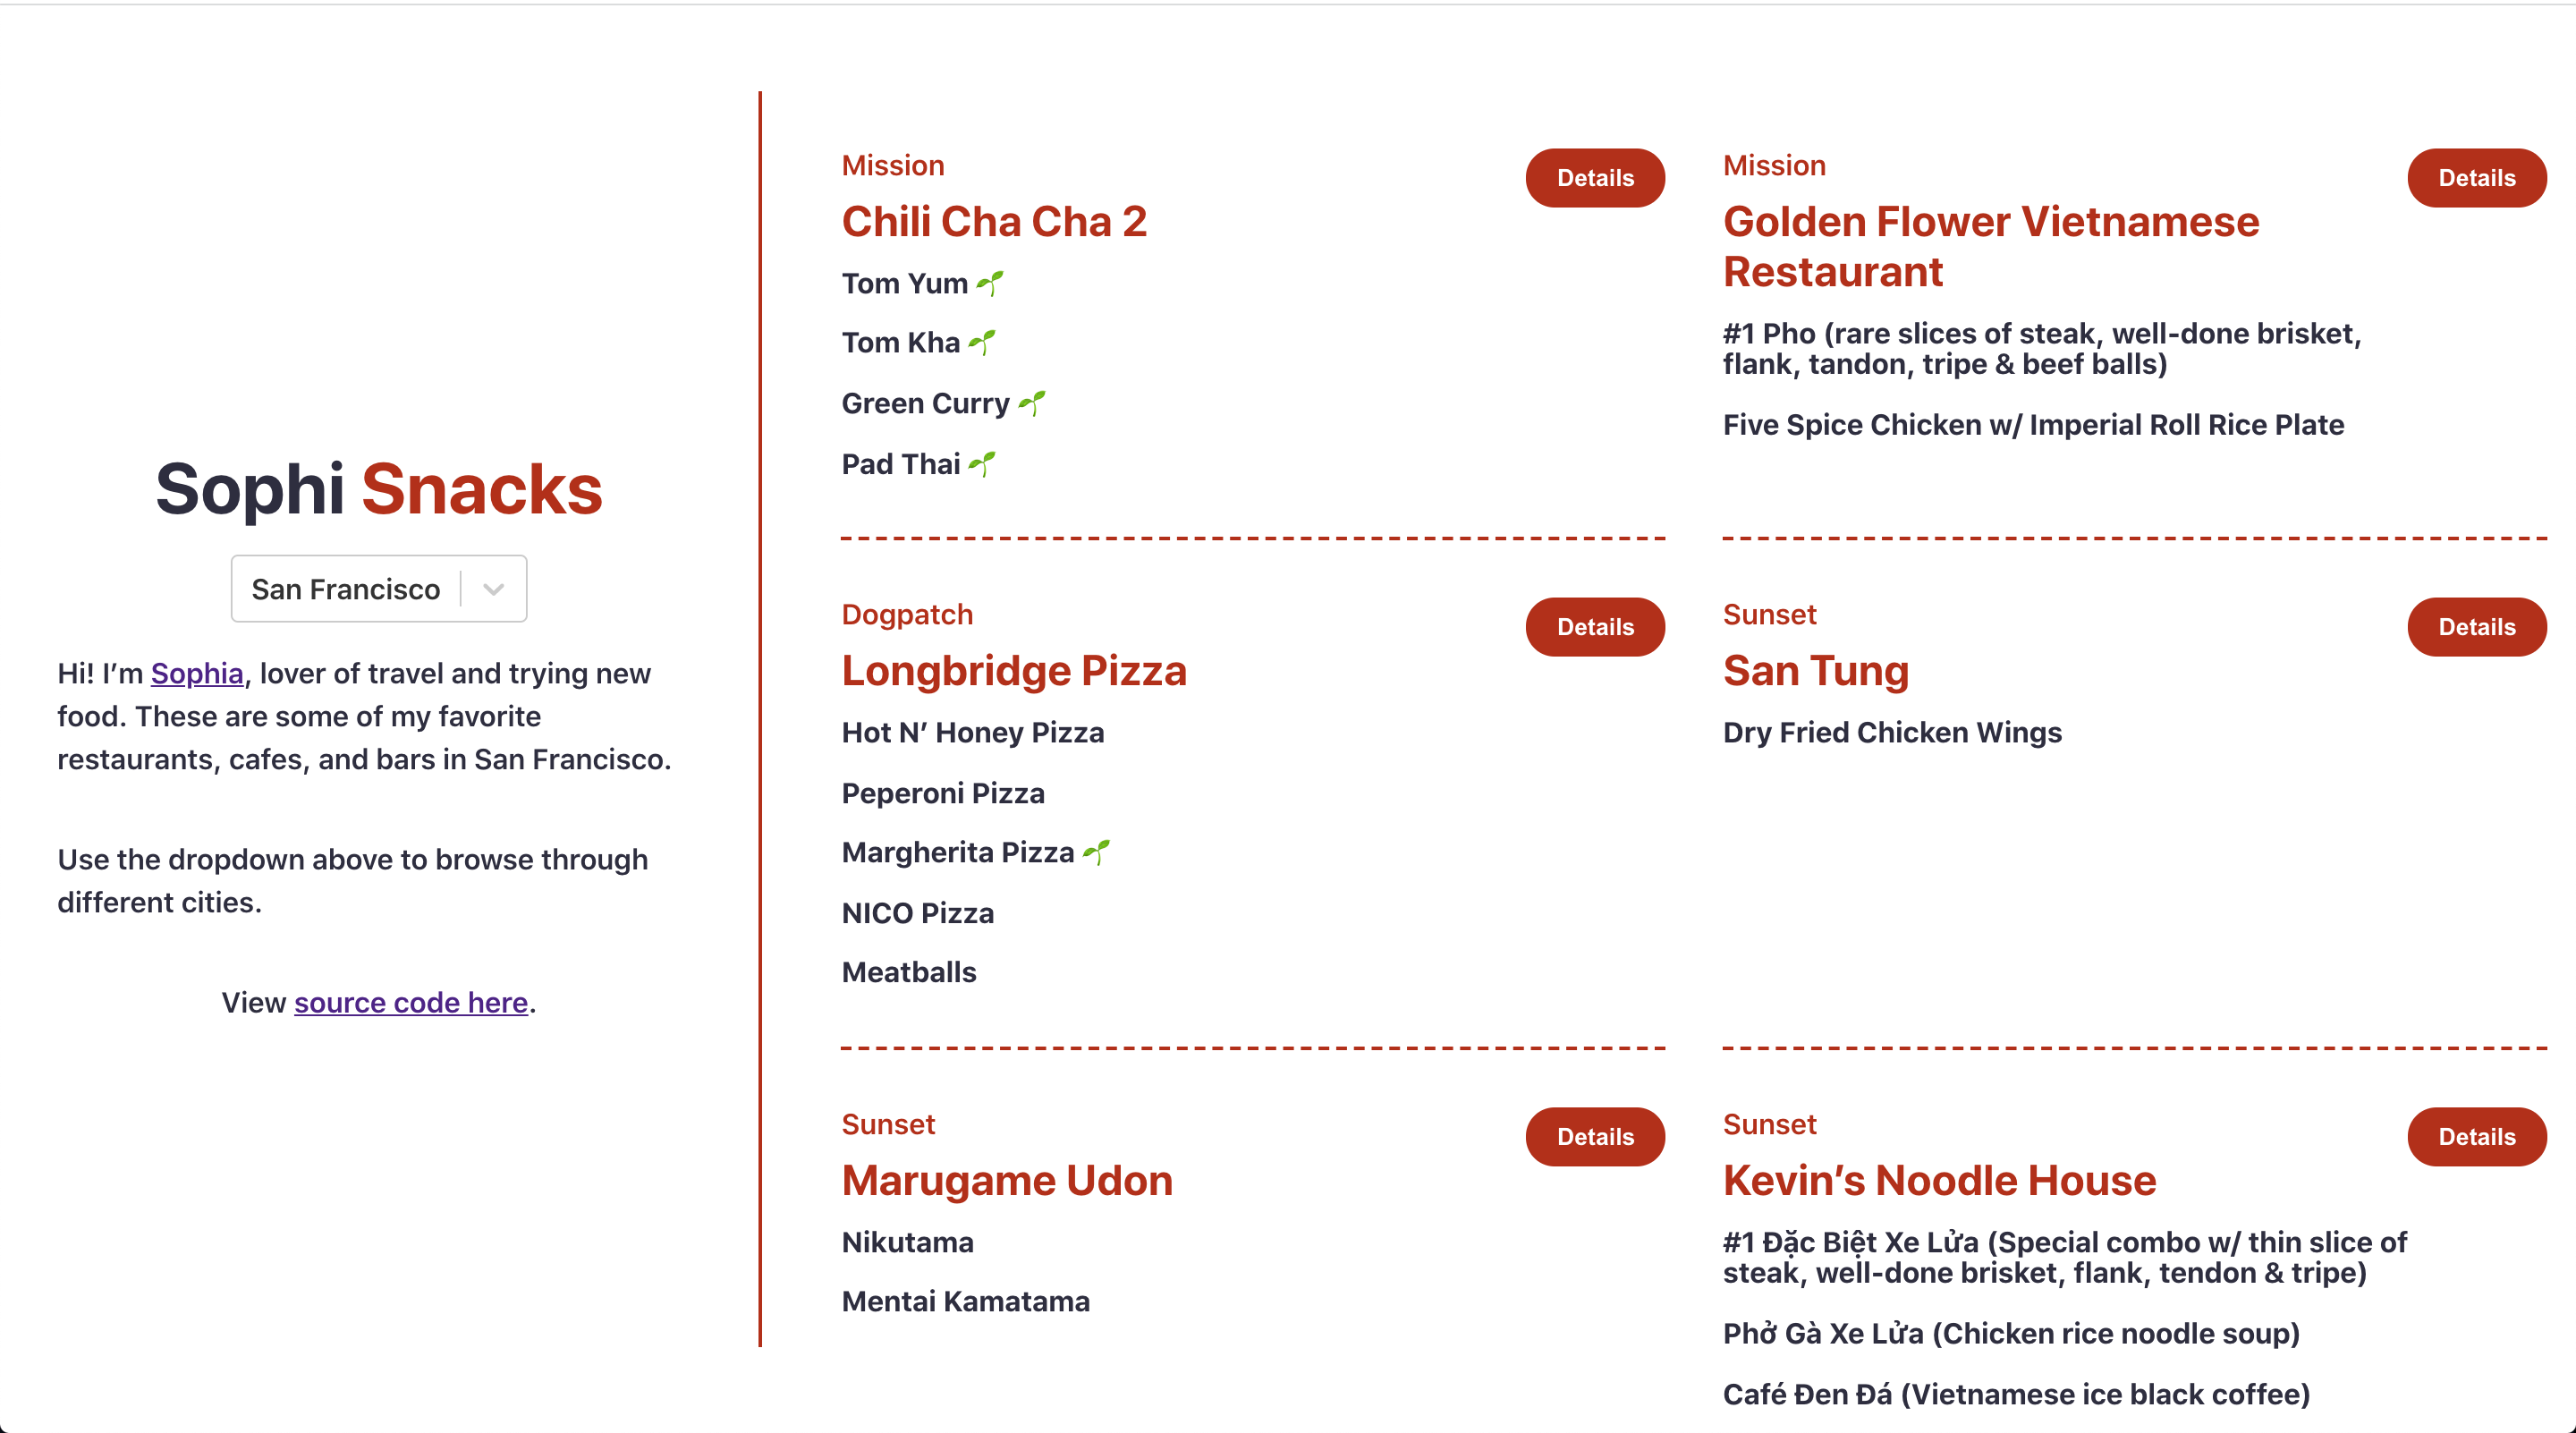 Sophi Snacks
San Francisco
Hi! I’m Sophia, lover of travel and trying new
food. These are some of my favorite
restaurants, cafes, and bars in San Francisco.
Use the dropdown above to browse through
different cities.
View source code here.
Mission
Details
Chili Cha Cha 2
Tom Yum 🌱
Tom Kha 🌱
Green Curry 🌱
Pad Thai 🌱
Mission
Details
Golden Flower Vietnamese
Restaurant
#1 Pho (rare slices of steak, well-done brisket,
flank, tandon, tripe & beef balls)
Five Spice Chicken w/ Imperial Roll Rice Plate
Dogpatch
Details
Longbridge Pizza
Hot N’ Honey Pizza
Peperoni Pizza
Margherita Pizza 🌱
NICO Pizza
Meatballs
Sunset
Details
San Tung
Dry Fried Chicken Wings
Sunset
Details
Marugame Udon
Nikutama
Mentai Kamatama
Sunset
Details
Kevin’s Noodle House
#1 Đặc Biệt Xe Lửa (Special combo w/ thin slice of
steak, well-done brisket, flank, tendon & tripe)
Phở Gà Xe Lửa (Chicken rice noodle soup)
Café Đen Đá (Vietnamese ice black coffee)